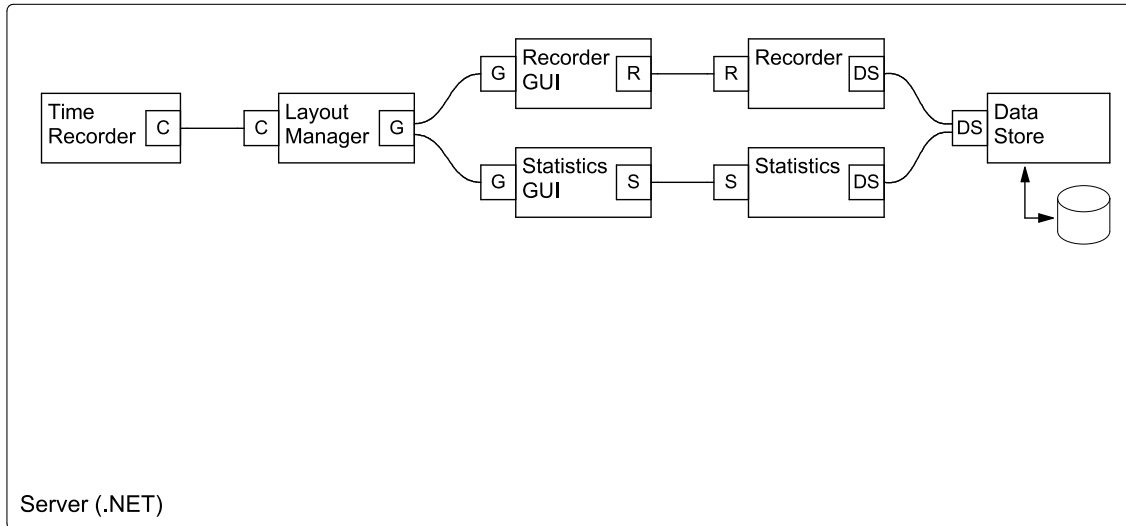 Time
Recorder
C
C
Layout
Manager
G
G
Recorder
GUI
R
R
Recorder
DS
G
Statistics
GUI
S
S
Statistics
DS
DS
Data
Store
Server (.NET)